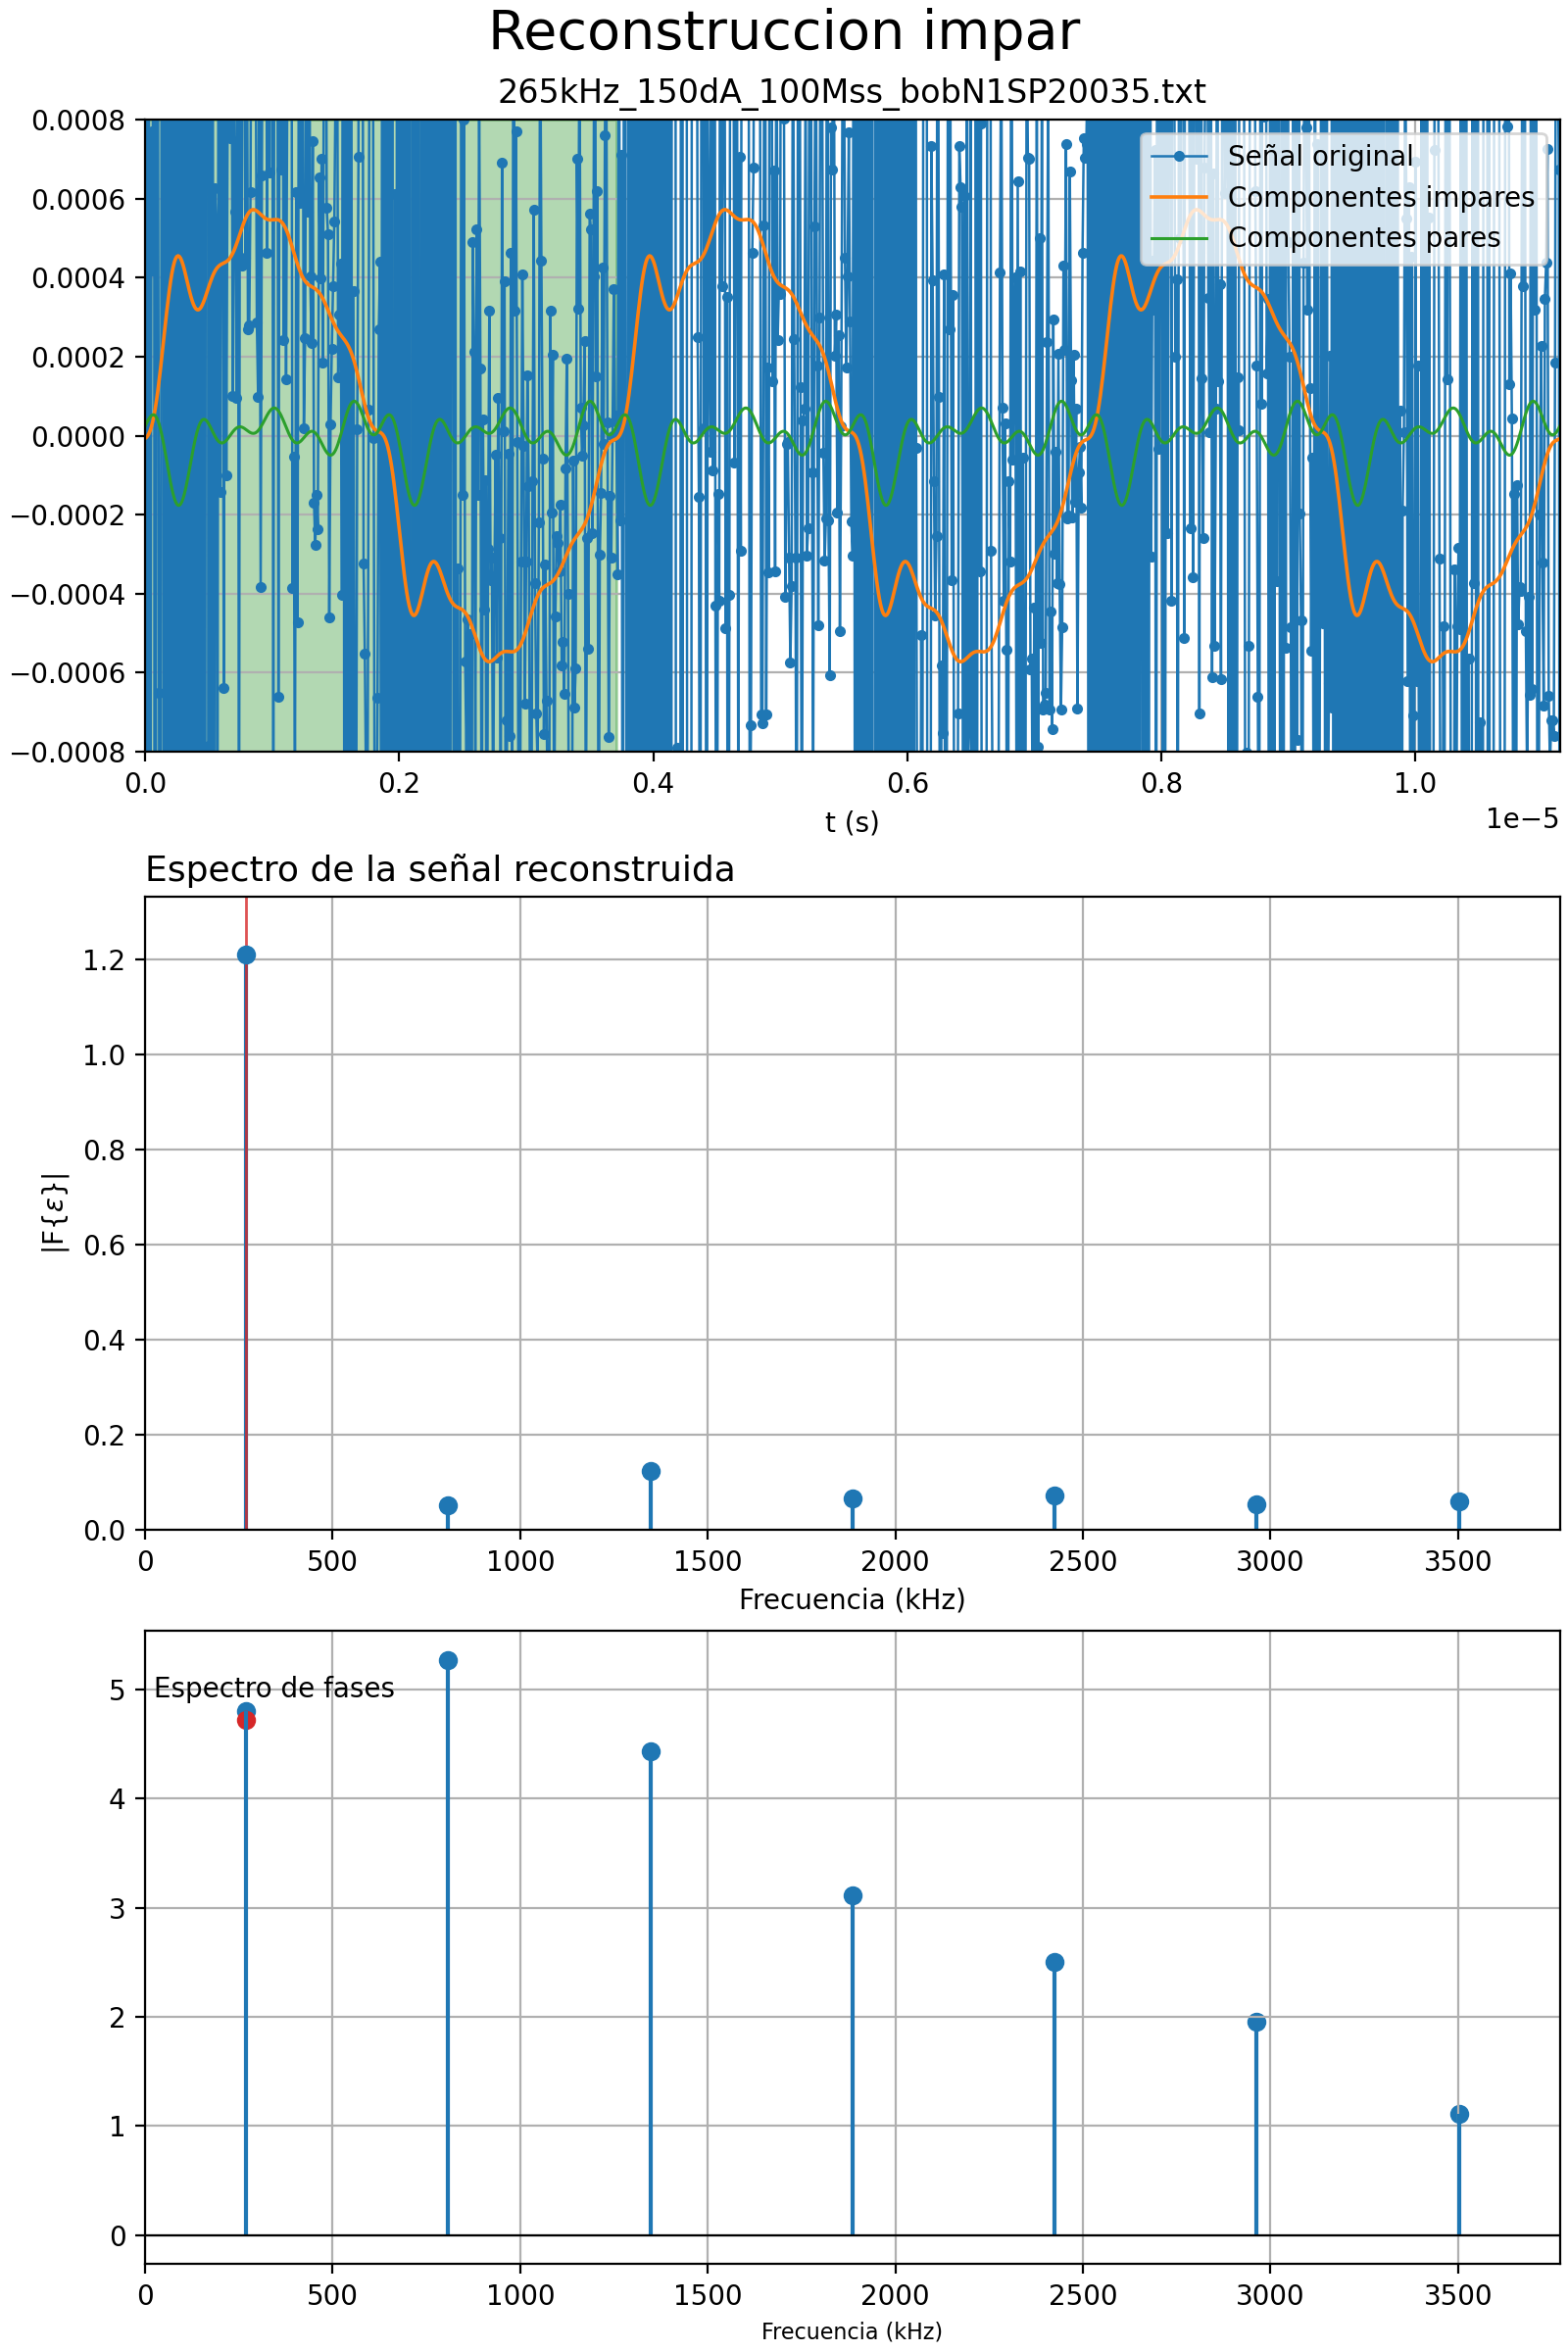 Reconstruccion impar
265kHz_150dA_100Mss_bobN1SP20035.txt
0.0008
0.0006
0.0004
0.0002
0.0000
−0.0002
−0.0004
−0.0006
−0.0008
Señal original
Componentes impares
Componentes pares
0.0 0.2 0.4 0.6 0.8 1.0
1e−5
t (s)
Espectro de la señal reconstruida
|F{ε}|
1.2
1.0
0.8
0.6
0.4
0.2
0.0
0 500 1000 1500 2000 2500 3000 3500
Frecuencia (kHz)
Espectro de fases
5
4
3
2
1
0
0 500 1000 1500 2000 2500 3000 3500
Frecuencia (kHz)